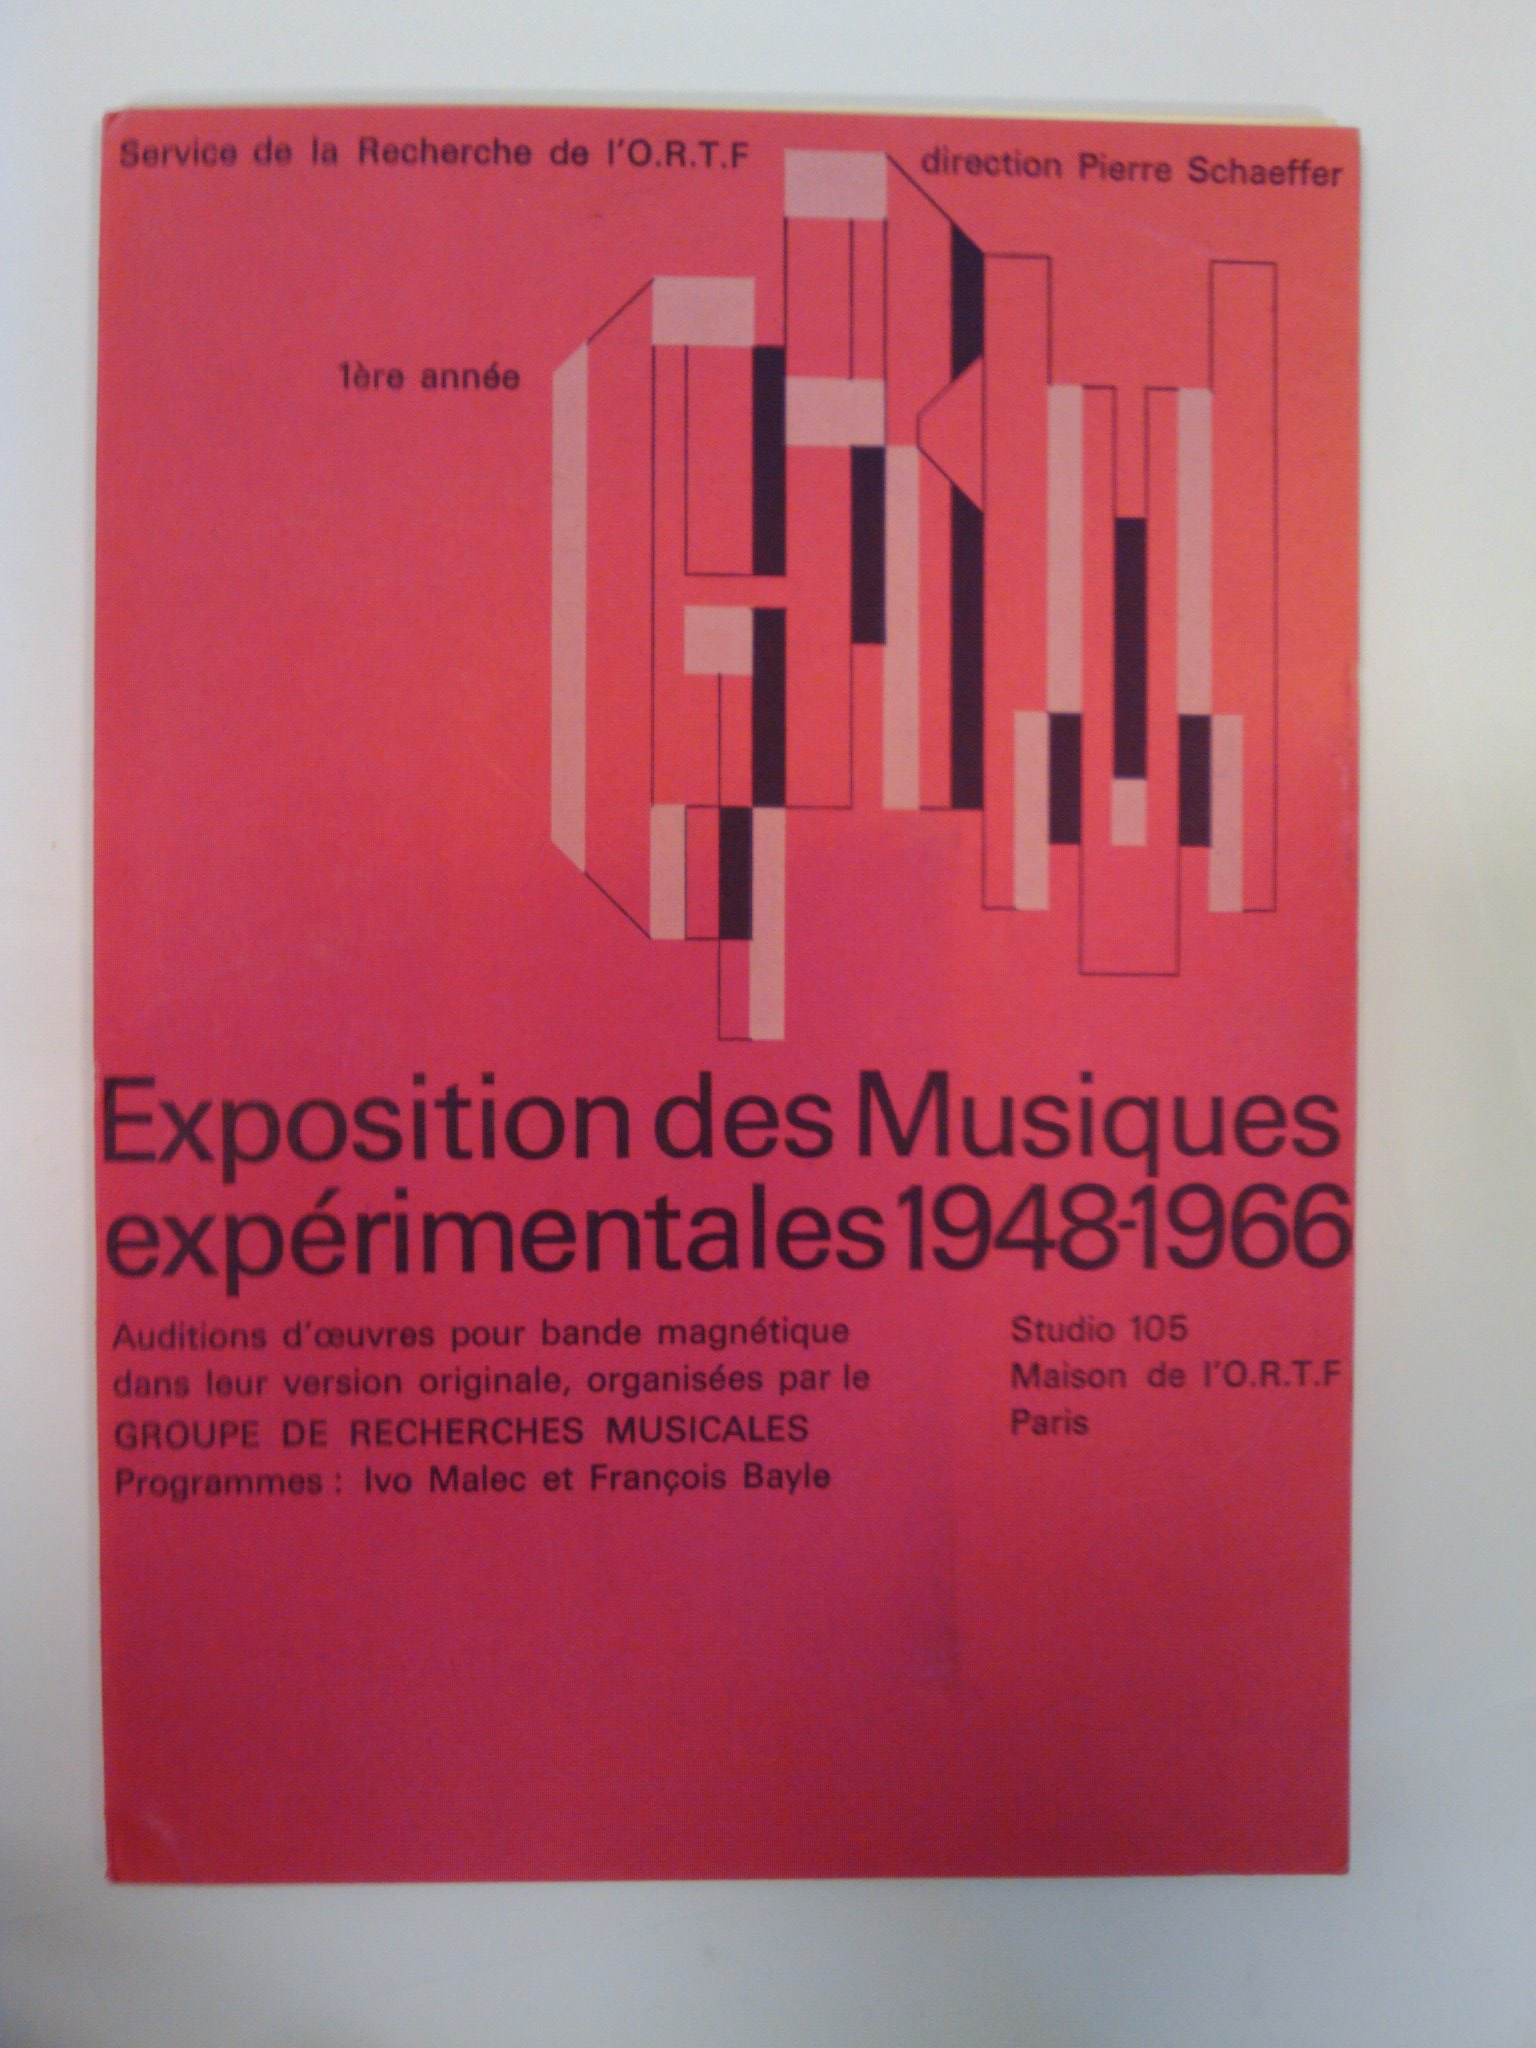 Service de la Recherche de l'O.R.T.F
direction Pierre Schaeffer
1ère année
GRM
Exposition des Musiques
expérimentales 1948-1966
Auditions d'œuvres pour bande magnétique
dans leur version originale, organisées par le
GROUPE DE RECHERCHES MUSICALES
Programmes : Ivo Malec et François Bayle
Studio 105
Maison de l'O.R.T.F
Paris